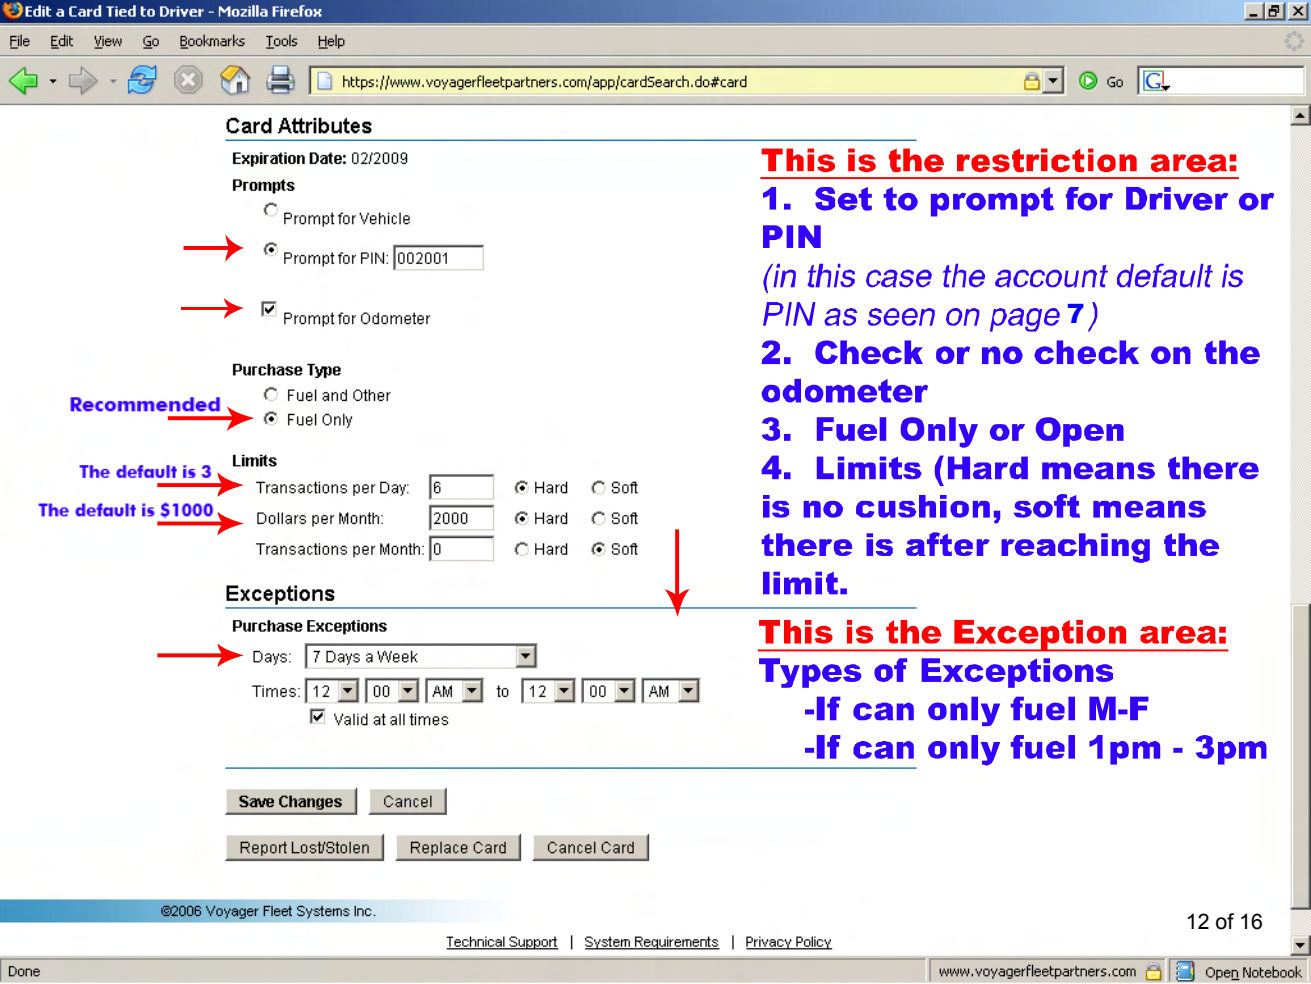 Edit a Card Tied to Driver - Mozilla Firefox
File Edit View Go Bookmarks Tools Help
https://www.voyagerfleetpartners.com/app/cardSearch.do#card
Go
G
Card Attributes
Expiration Date: 02/2009
Prompts
Prompt for Vehicle
Prompt for PIN: 002001
Prompt for Odometer
Purchase Type
Fuel and Other
Recommended
Fuel Only
Limits
The default is 3
Transactions per Day: 6 Hard Soft
The default is $1000
Dollars per Month: 2000 Hard Soft
Transactions per Month: 0 Hard Soft
Exceptions
Purchase Exceptions
Days: 7 Days a Week
Times: 12 00 AM to 12 00 AM
Valid at all times
Save Changes Cancel
Report Lost/Stolen Replace Card Cancel Card
This is the restriction area:
1. Set to prompt for Driver or
PIN
(in this case the account default is
PIN as seen on page 7)
2. Check or no check on the
odometer
3. Fuel Only or Open
4. Limits (Hard means there
is no cushion, soft means
there is after reaching the
limit.
This is the Exception area:
Types of Exceptions
-If can only fuel M-F
-If can only fuel 1pm - 3pm
©2006 Voyager Fleet Systems Inc.
12 of 16
Technical Support | System Requirements | Privacy Policy
Done
www.voyagerfleetpartners.com
Open Notebook